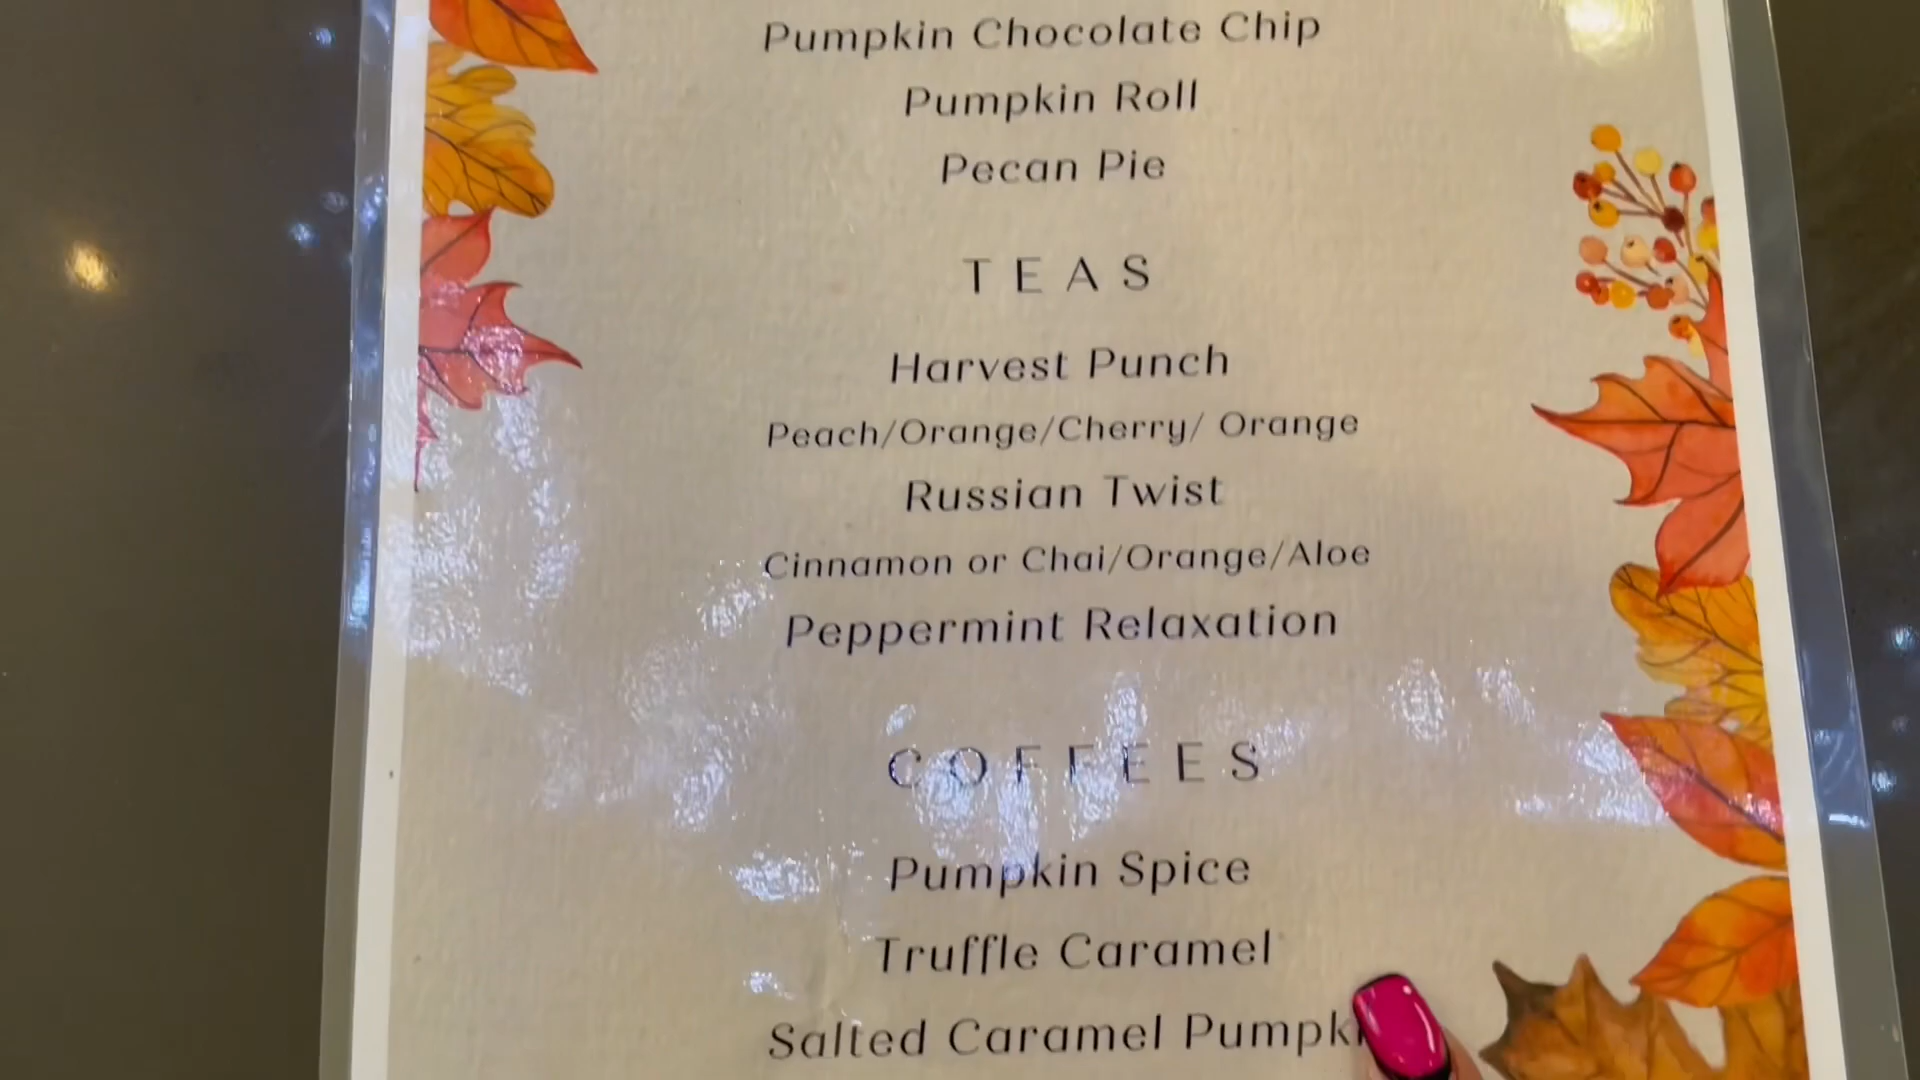 Pumpkin Chocolate Chip
Pumpkin Roll
Pecan Pie
TEAS
Harvest Punch
Peach/Orange/Cherry/ Orange
Russian Twist
Cinnamon or Chai/Orange/Aloe
Peppermint Relaxation
COFFEES
Pumpkin Spice
Truffle Caramel
Salted Caramel